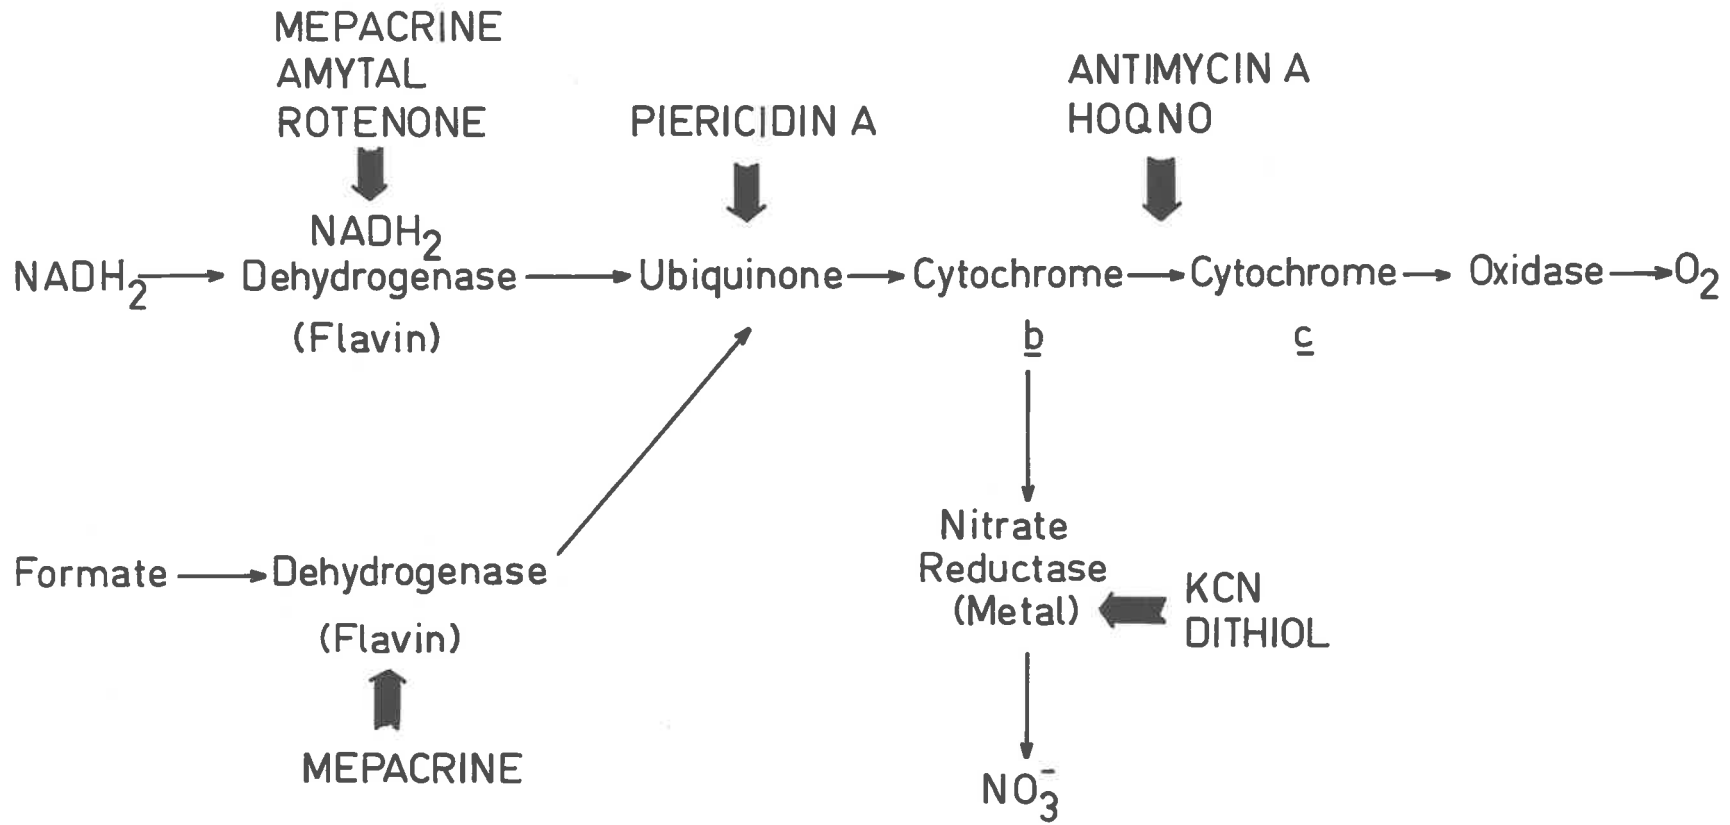 MEPACRINE
AMYTAL
ROTENONE
PIERICIDIN A
ANTIMYCIN A
HOQNO
NADH2
NADH2
Dehydrogenase
(Flavin)
Ubiquinone
Cytochrome
b
Cytochrome
c
Oxidase
O2
Nitrate
Reductase
(Metal)
KCN
DITHIOL
Formate
Dehydrogenase
(Flavin)
MEPACRINE
NO3-